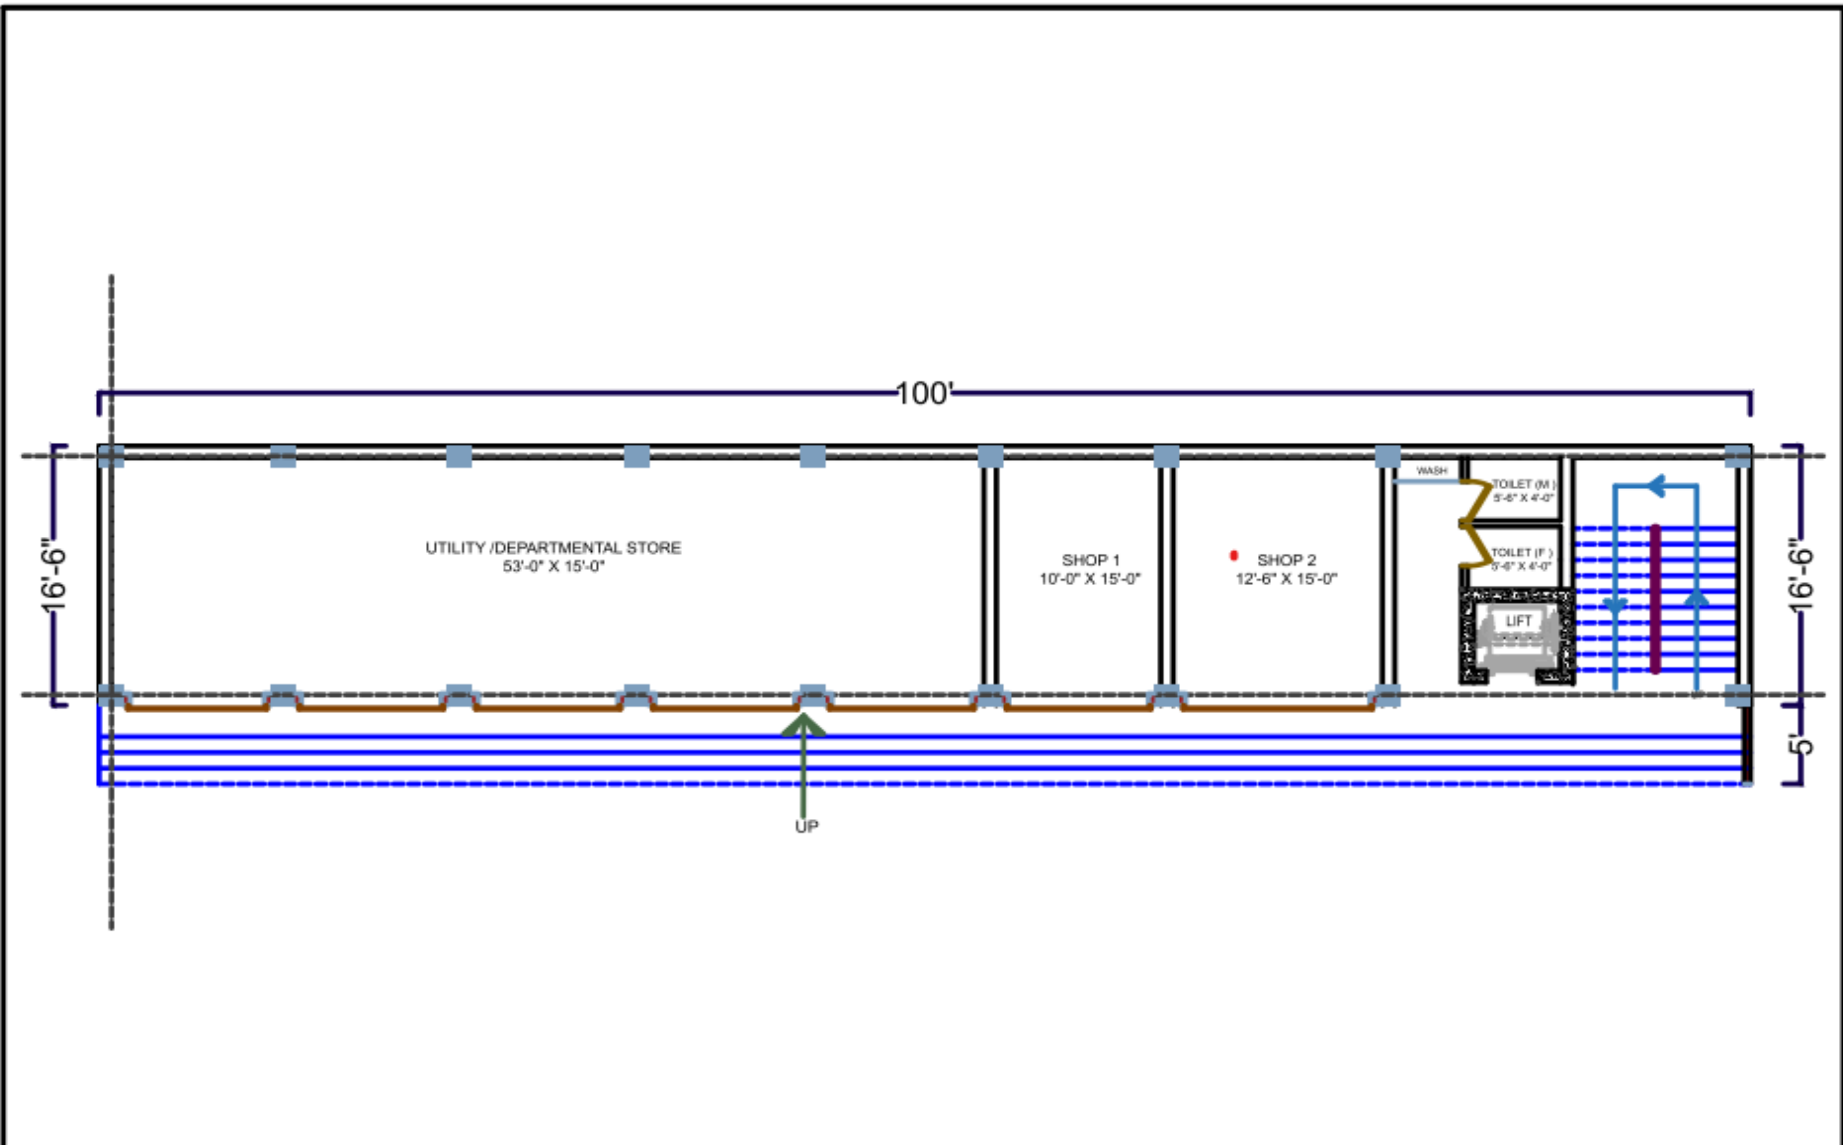 100'
16'-6"
UTILITY /DEPARTMENTAL STORE
53'-0" X 15'-0"
SHOP 1
10'-0" X 15'-0"
SHOP 2
12'-6" X 15'-0"
WASH
TOILET (M )
5'-6" X 4'-0"
TOILET (F )
5'-6" X 4'-0"
LIFT
16'-6"
5'
UP